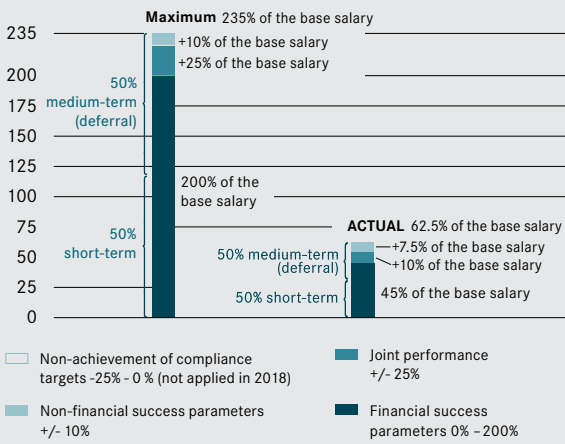 Maximum 235% of the base salary
235
+10% of the base salary
+25% of the base salary
200
50%
medium-term
(deferral)
175
150
125
200% of the
base salary
100
75
ACTUAL 62.5% of the base salary
50%
short-term
+7.5% of the base salary
50% medium-term
(deferral)
+10% of the base salary
50
50% short-term
45% of the base salary
25
0
Non-achievement of compliance
targets -25% - 0 % (not applied in 2018)
Joint performance
+/- 25%
Non-financial success parameters
+/- 10%
Financial success
parameters 0% – 200%